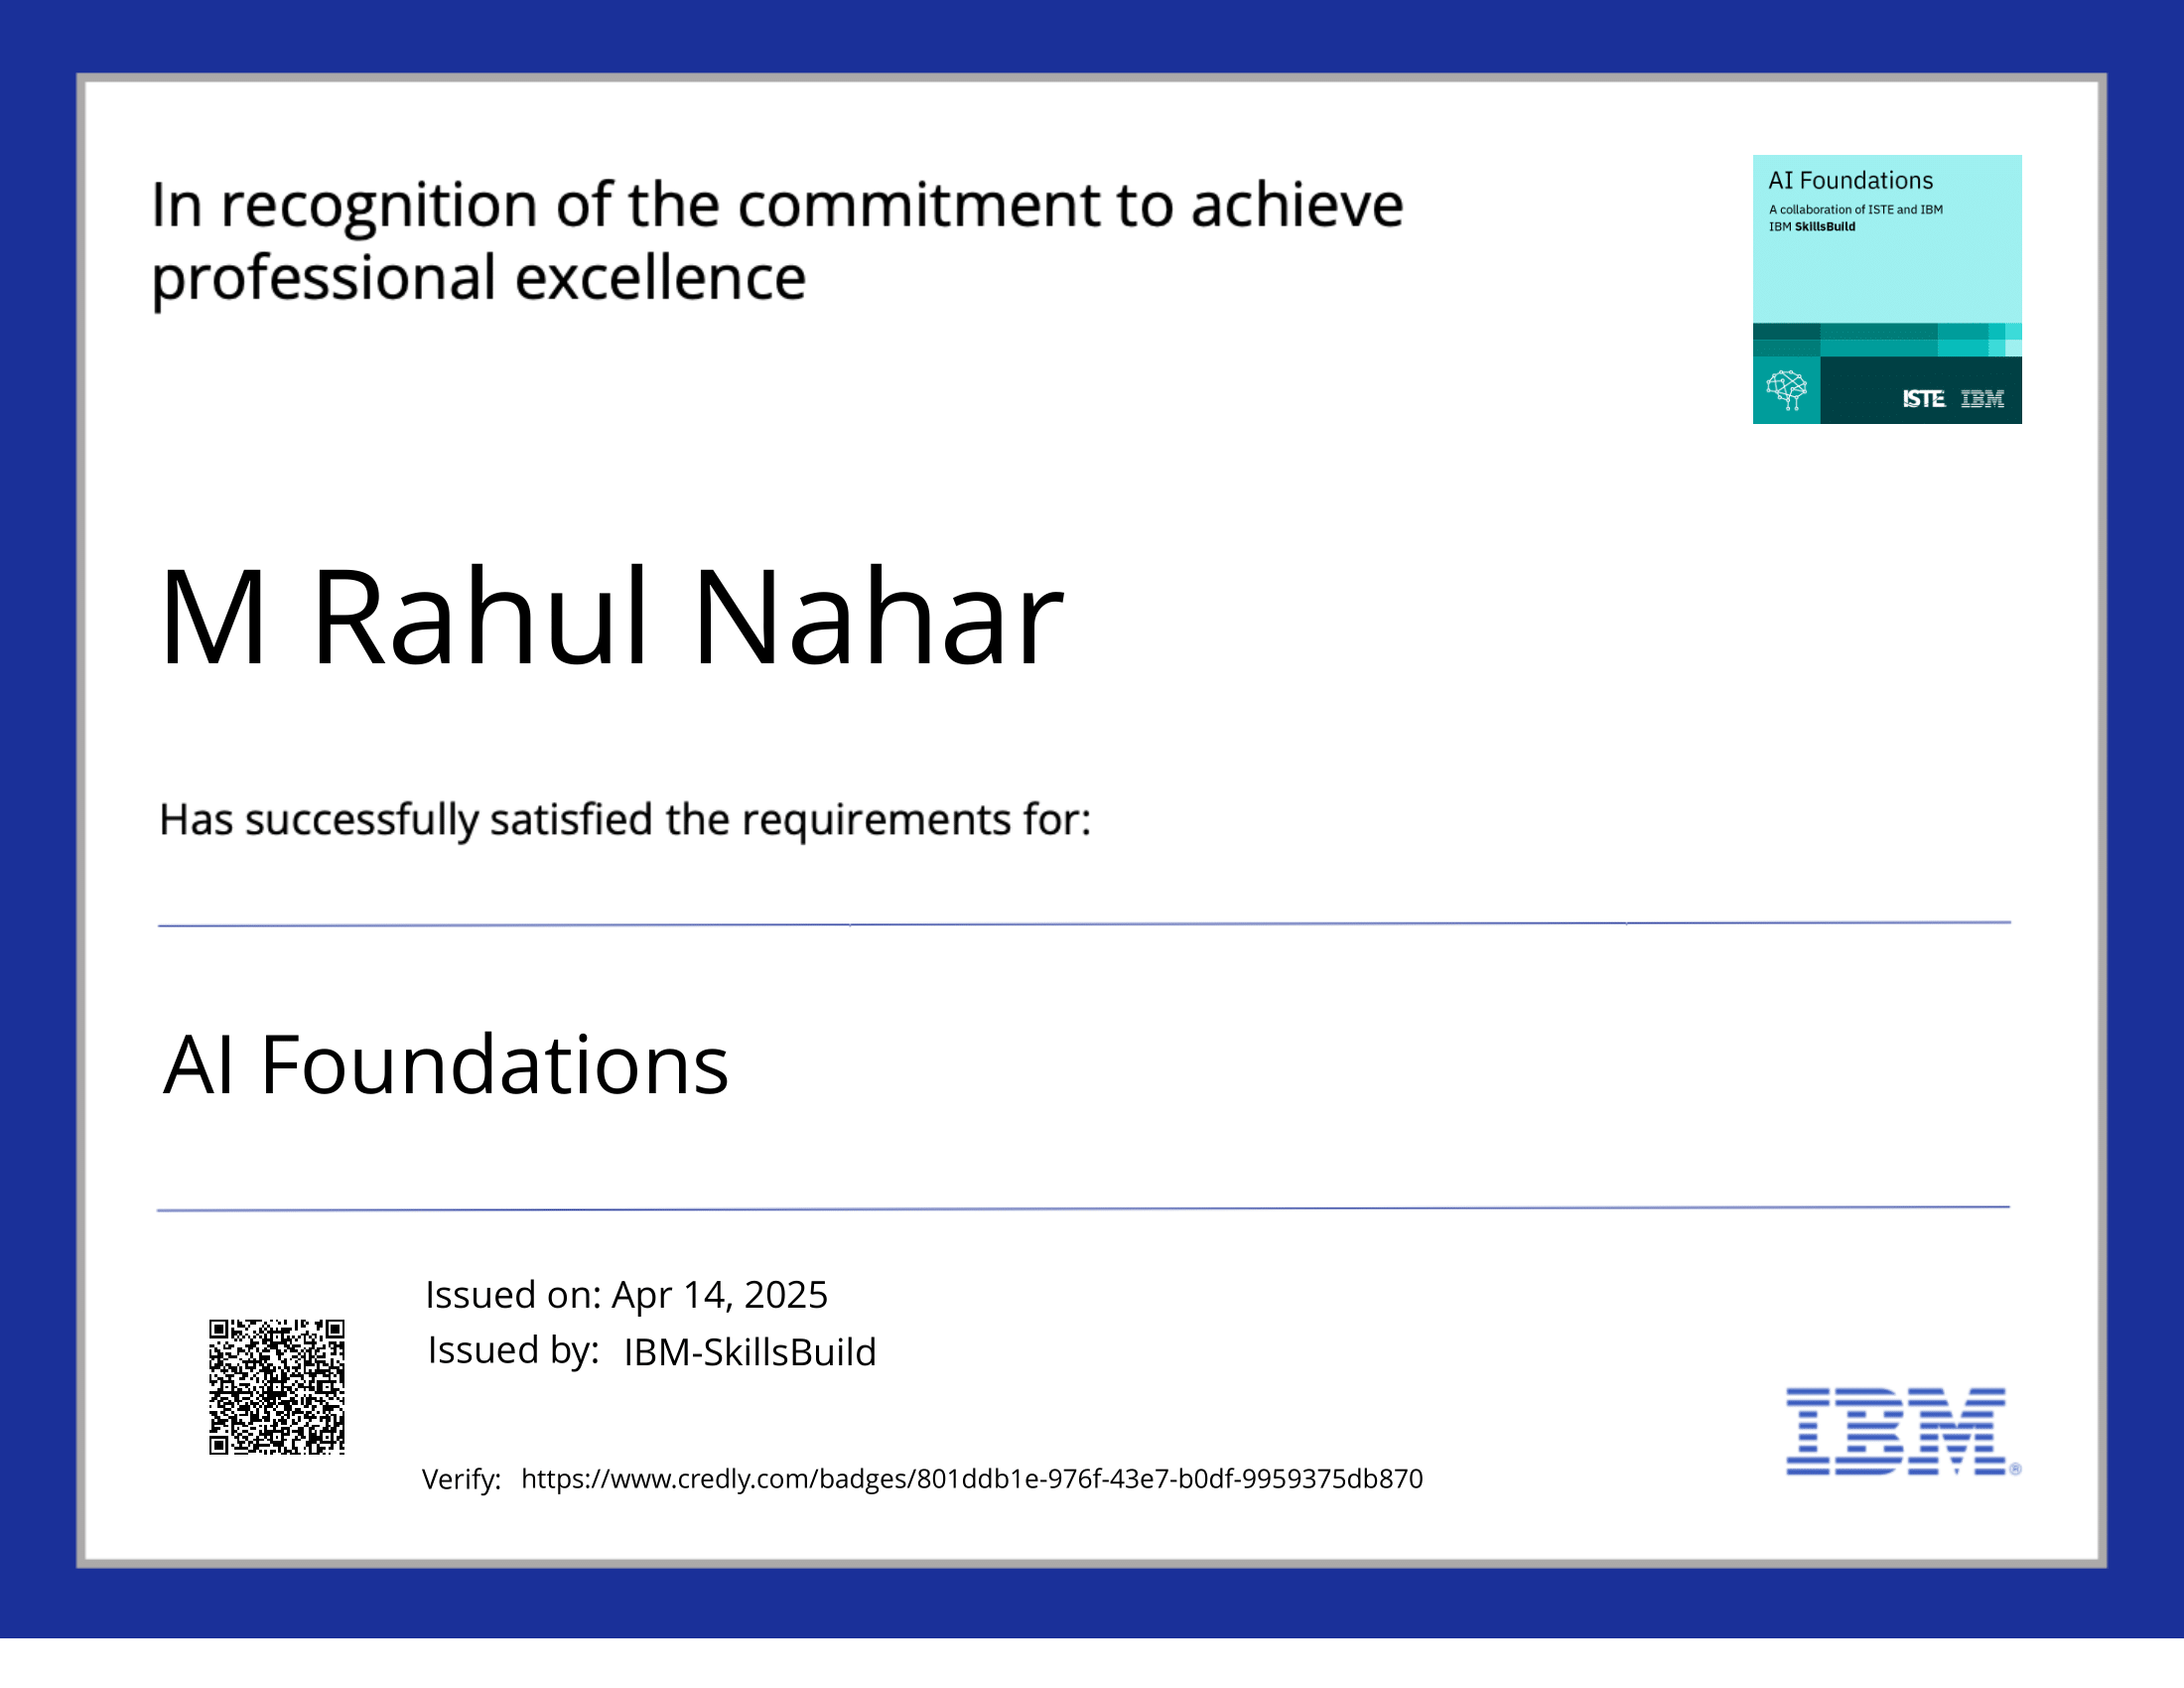 In recognition of the commitment to achieve
professional excellence
AI Foundations
A collaboration of ISTE and IBM
IBM SkillsBuild
ISTE IBM
M Rahul Nahar
Has successfully satisfied the requirements for:
AI Foundations
Issued on: Apr 14, 2025
Issued by: IBM-SkillsBuild
Verify: https://www.credly.com/badges/801ddb1e-976f-43e7-b0df-9959375db870
IBM®